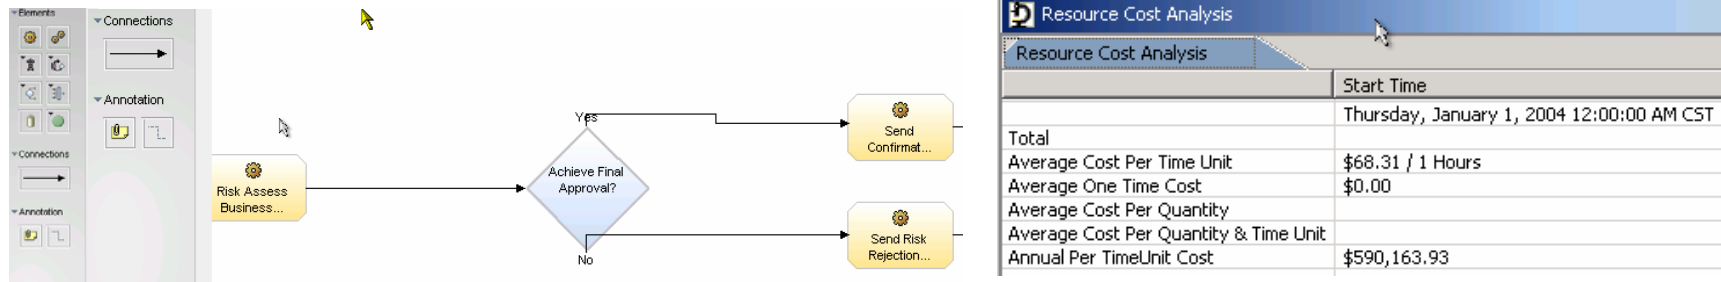 Elements
Connections
Annotation
Connections
Annotation
Risk Assess
Business...
Achieve Final
Approval?
Yes
No
Send
Confirmat...
Send Risk
Rejection...
Resource Cost Analysis
Resource Cost Analysis
Start Time
Thursday, January 1, 2004 12:00:00 AM CST
Total
Average Cost Per Time Unit $68.31 / 1 Hours
Average One Time Cost $0.00
Average Cost Per Quantity
Average Cost Per Quantity & Time Unit
Annual Per TimeUnit Cost $590,163.93